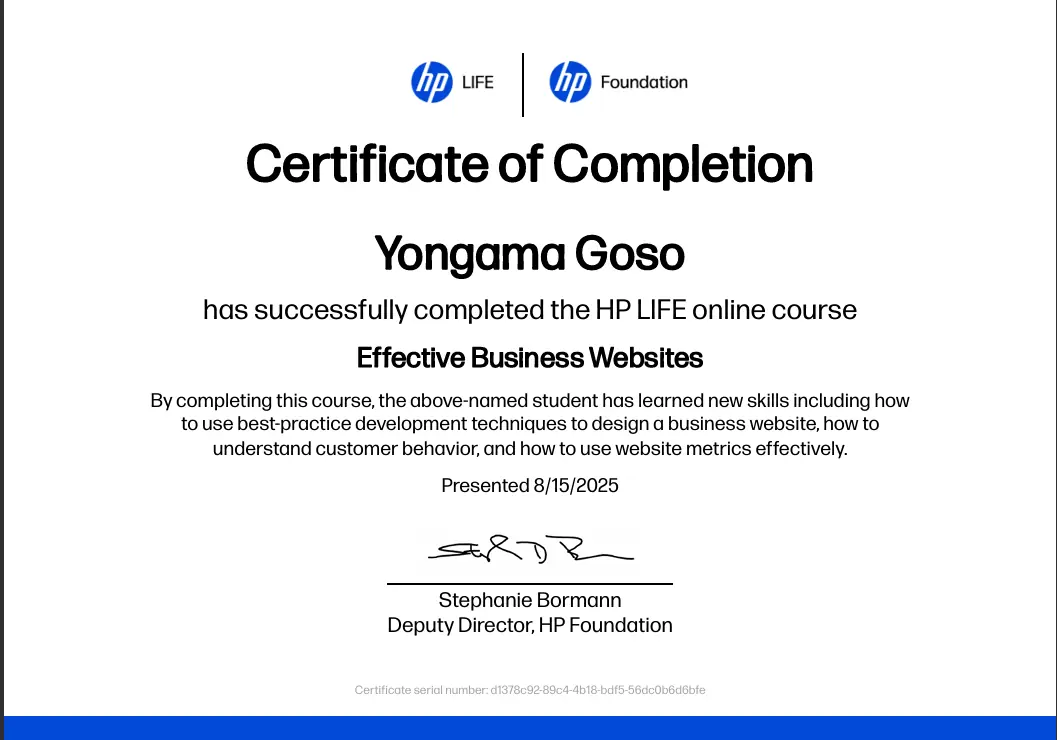 hp LIFE hp Foundation
Certificate of Completion
Yongama Goso
has successfully completed the HP LIFE online course
Effective Business Websites
By completing this course, the above-named student has learned new skills including how
to use best-practice development techniques to design a business website, how to
understand customer behavior, and how to use website metrics effectively.
Presented 8/15/2025
Stephanie Bormann
Deputy Director, HP Foundation
Certificate serial number: d1378c92-89c4-4b18-bdf5-56dc0b6d6bfe